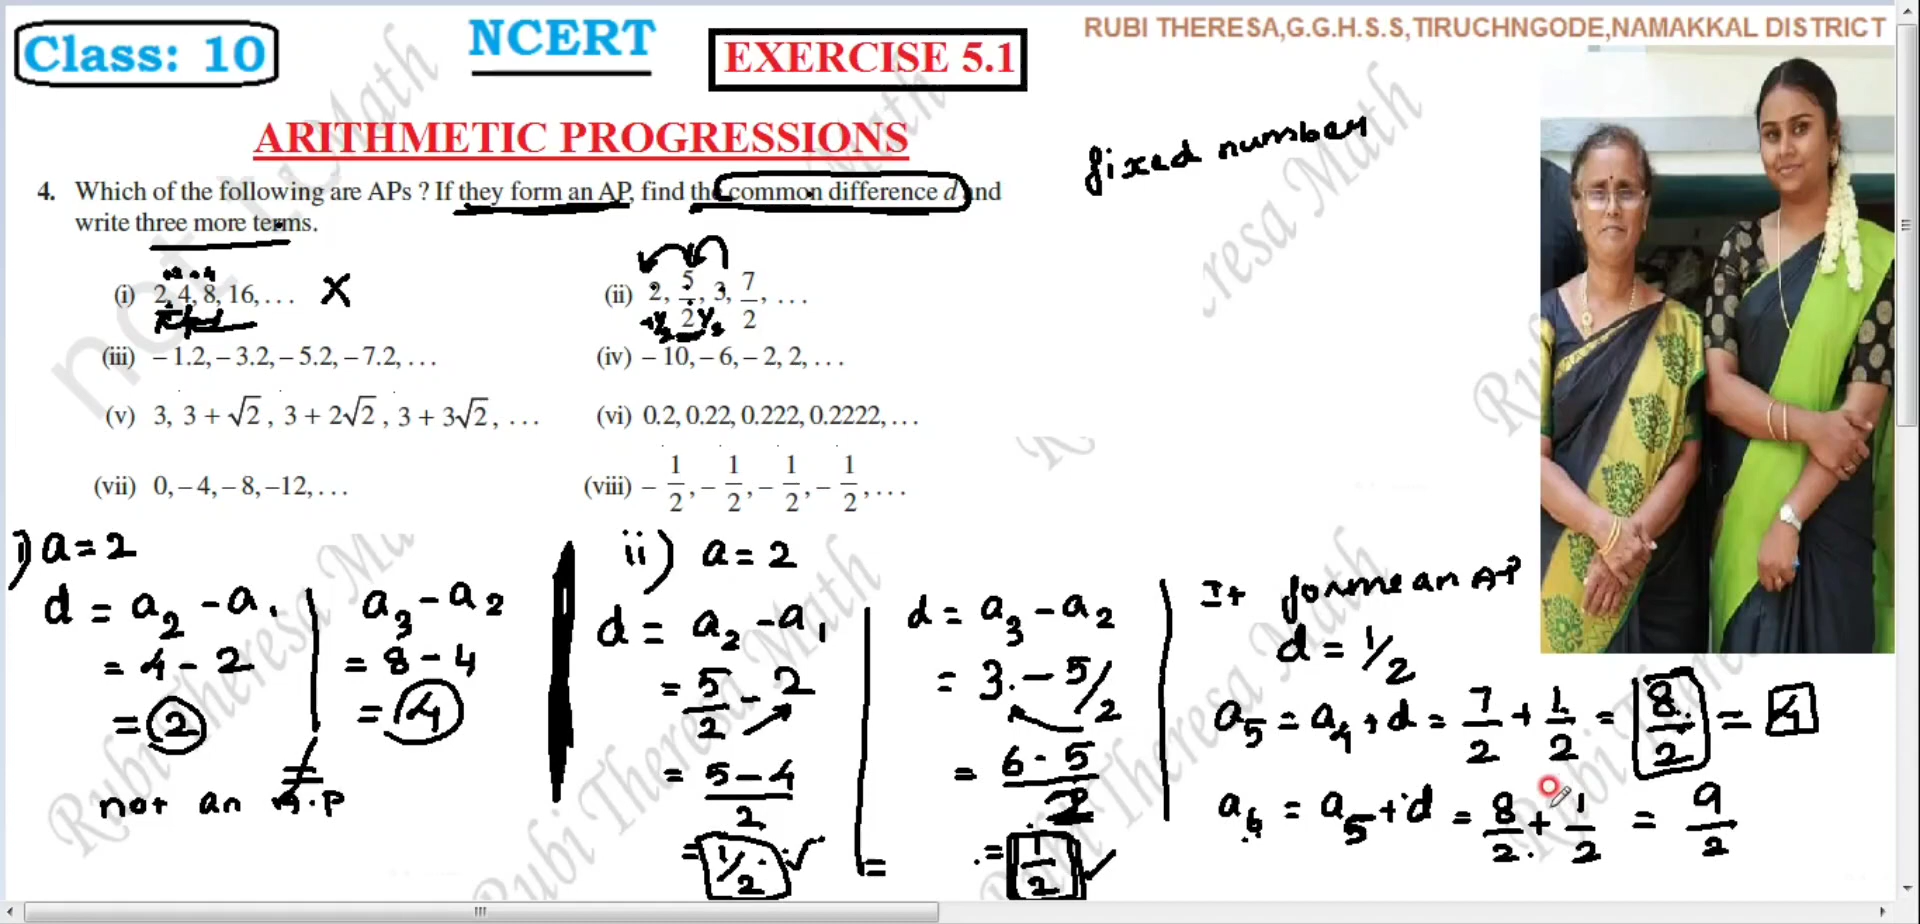 Class: 10
NCERT
EXERCISE 5.1
RUBI THERESA,G.G.H.S.S,TIRUCHNGODE,NAMAKKAL DISTRICT
ARITHMETIC PROGRESSIONS
fixed number
4. Which of the following are APs ? If they form an AP, find the common difference d and
write three more terms.
(i) 2, 4, 8, 16, . . . X
(ii) 2, 5/2, 3, 7/2, . . .
(iii) – 1.2, – 3.2, – 5.2, – 7.2, . . .
(iv) – 10, – 6, – 2, 2, . . .
(v) 3, 3 + √2, 3 + 2√2, 3 + 3√2, . . .
(vi) 0.2, 0.22, 0.222, 0.2222, . . .
(vii) 0, – 4, – 8, –12, . . .
(viii) – 1/2, – 1/2, – 1/2, – 1/2, . . .
i) a = 2
d = a₂ - a₁
= 4 - 2
= 2
a₃ - a₂
= 8 - 4
= 4
≠
not an A.P
ii) a = 2
d = a₂ - a₁
= 5/2 - 2
= 5-4/2
= 1/2 ✓
=
d = a₃ - a₂
= 3 - 5/2
= 6-5/2
= 1/2 ✓
It forme an AP
d = 1/2
a₅ = a₄ + d = 7/2 + 1/2 = 8/2 = 4
a₆ = a₅ + d = 8/2 + 1/2 = 9/2
Rubi Theresa Math